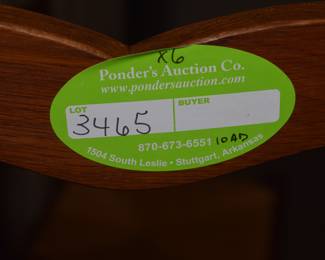 x6
Ponder's Auction Co.
www.pondersauction.com
LOT
BUYER
3465
870-673-6551 10AD
1504 South Leslie • Stuttgart, Arkansas